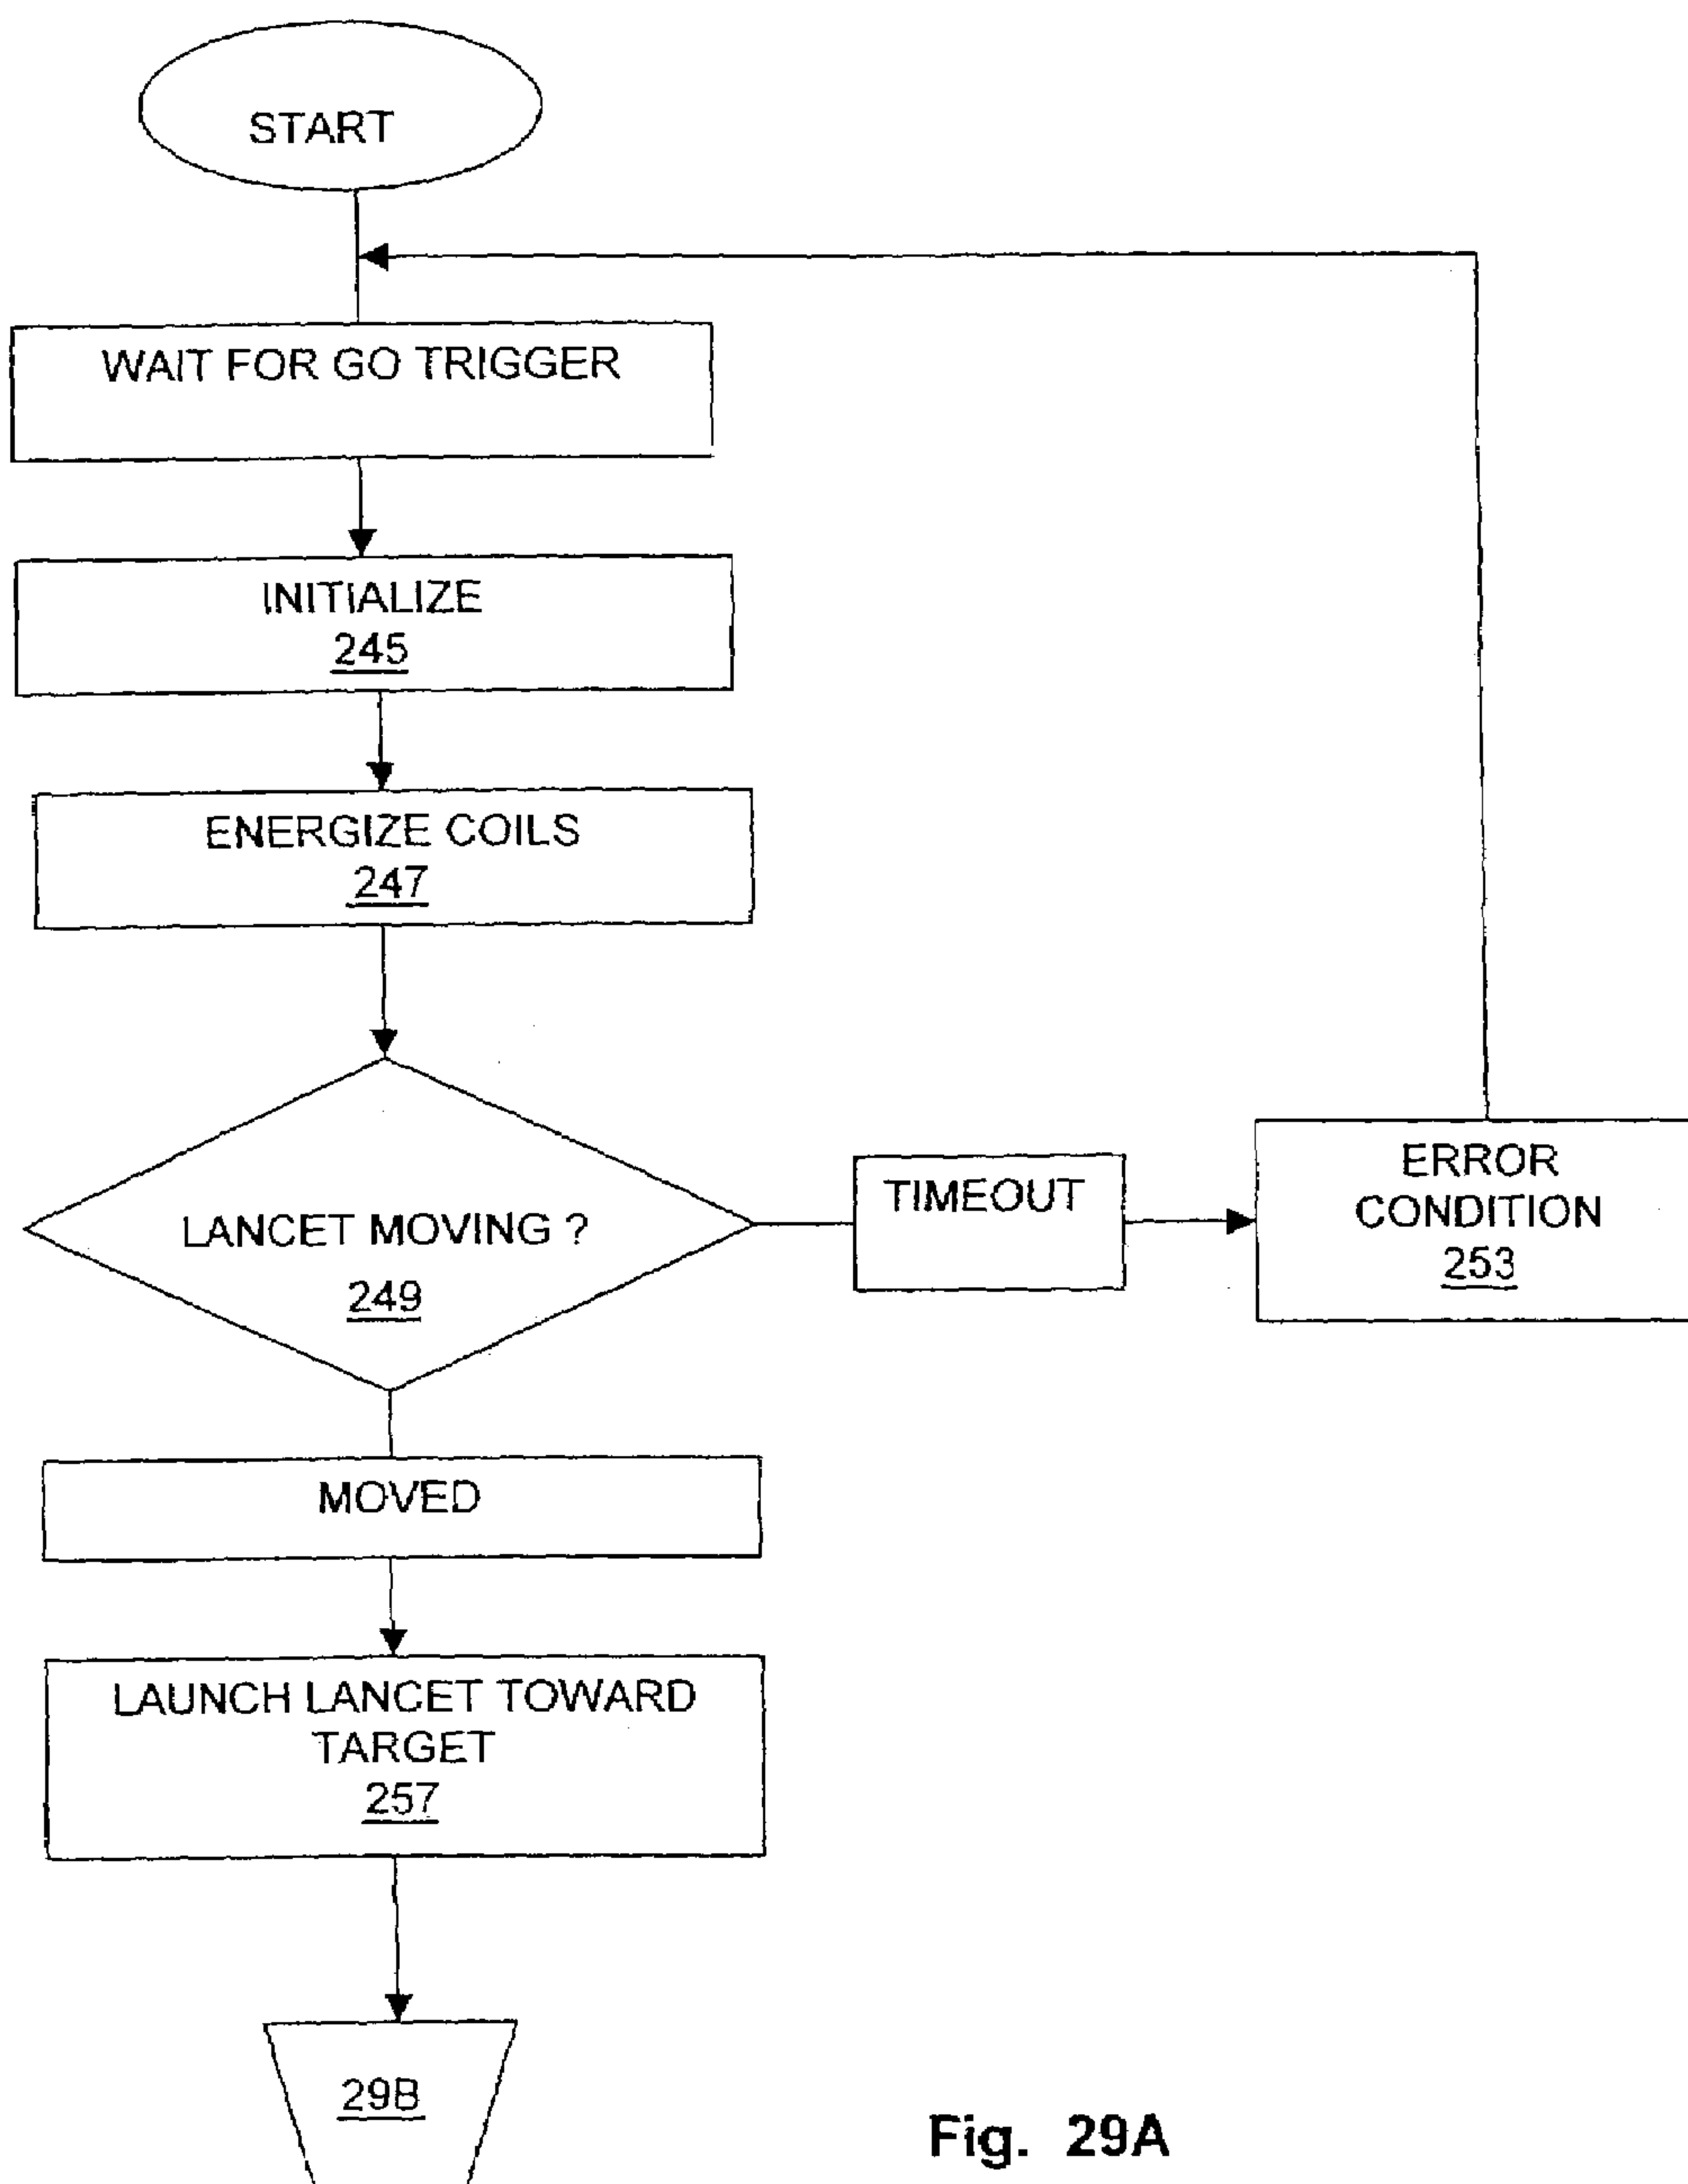 START
WAIT FOR GO TRIGGER
INITIALIZE
245
ENERGIZE COILS
247
LANCET MOVING ?
249
TIMEOUT
ERROR
CONDITION
253
MOVED
LAUNCH LANCET TOWARD
TARGET
257
29B
Fig. 29A